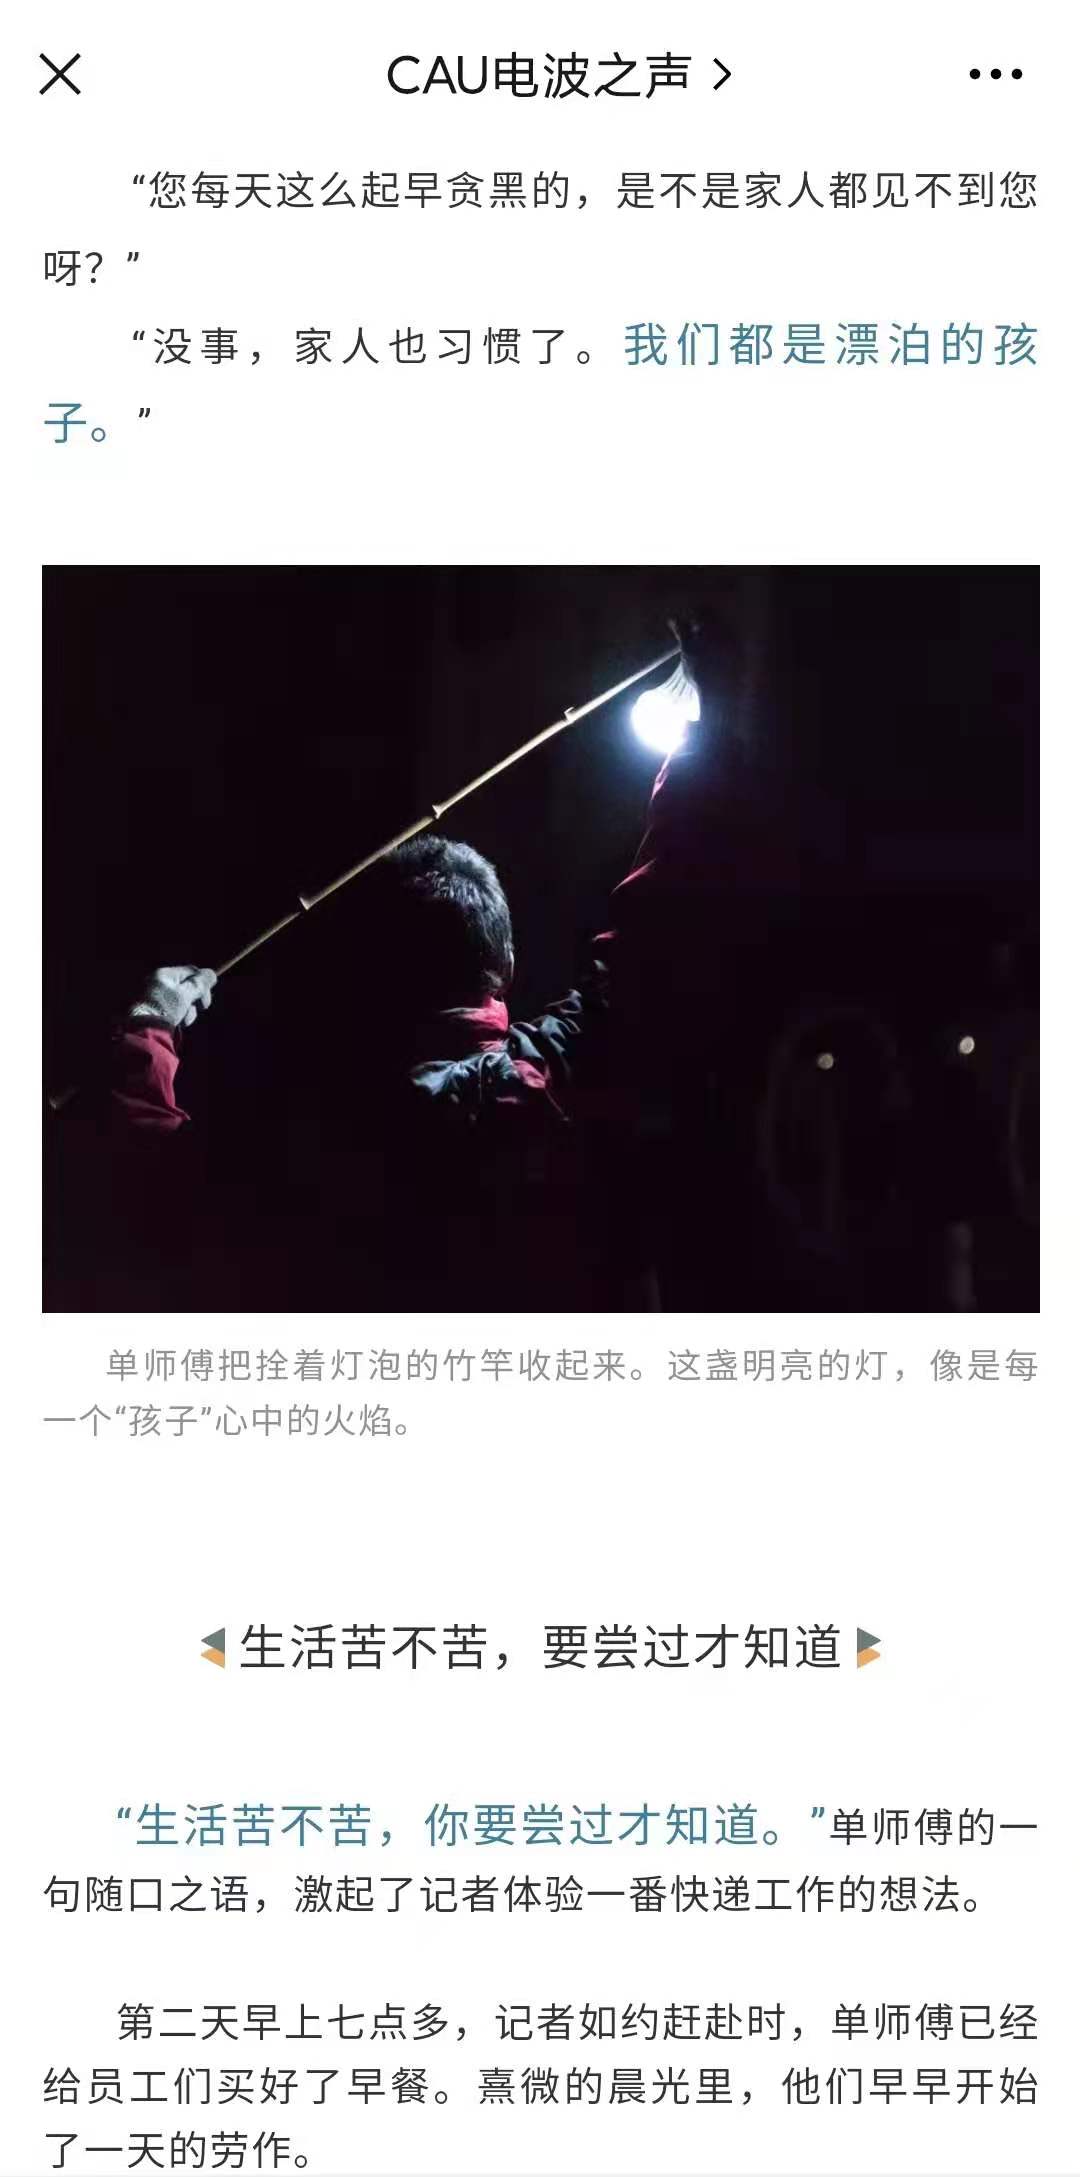 CAU电波之声
“您每天这么起早贪黑的，是不是家人都见不到您
呀？”
“没事，家人也习惯了。我们都是漂泊的孩
子。”
单师傅把拴着灯泡的竹竿收起来。这盏明亮的灯，像是每
一个“孩子”心中的火焰。
生活苦不苦，要尝过才知道
“生活苦不苦，你要尝过才知道。”单师傅的一
句随口之语，激起了记者体验一番快递工作的想法。
第二天早上七点多，记者如约赶赴时，单师傅已经
给员工们买好了早餐。熹微的晨光里，他们早早开始
了一天的劳作。